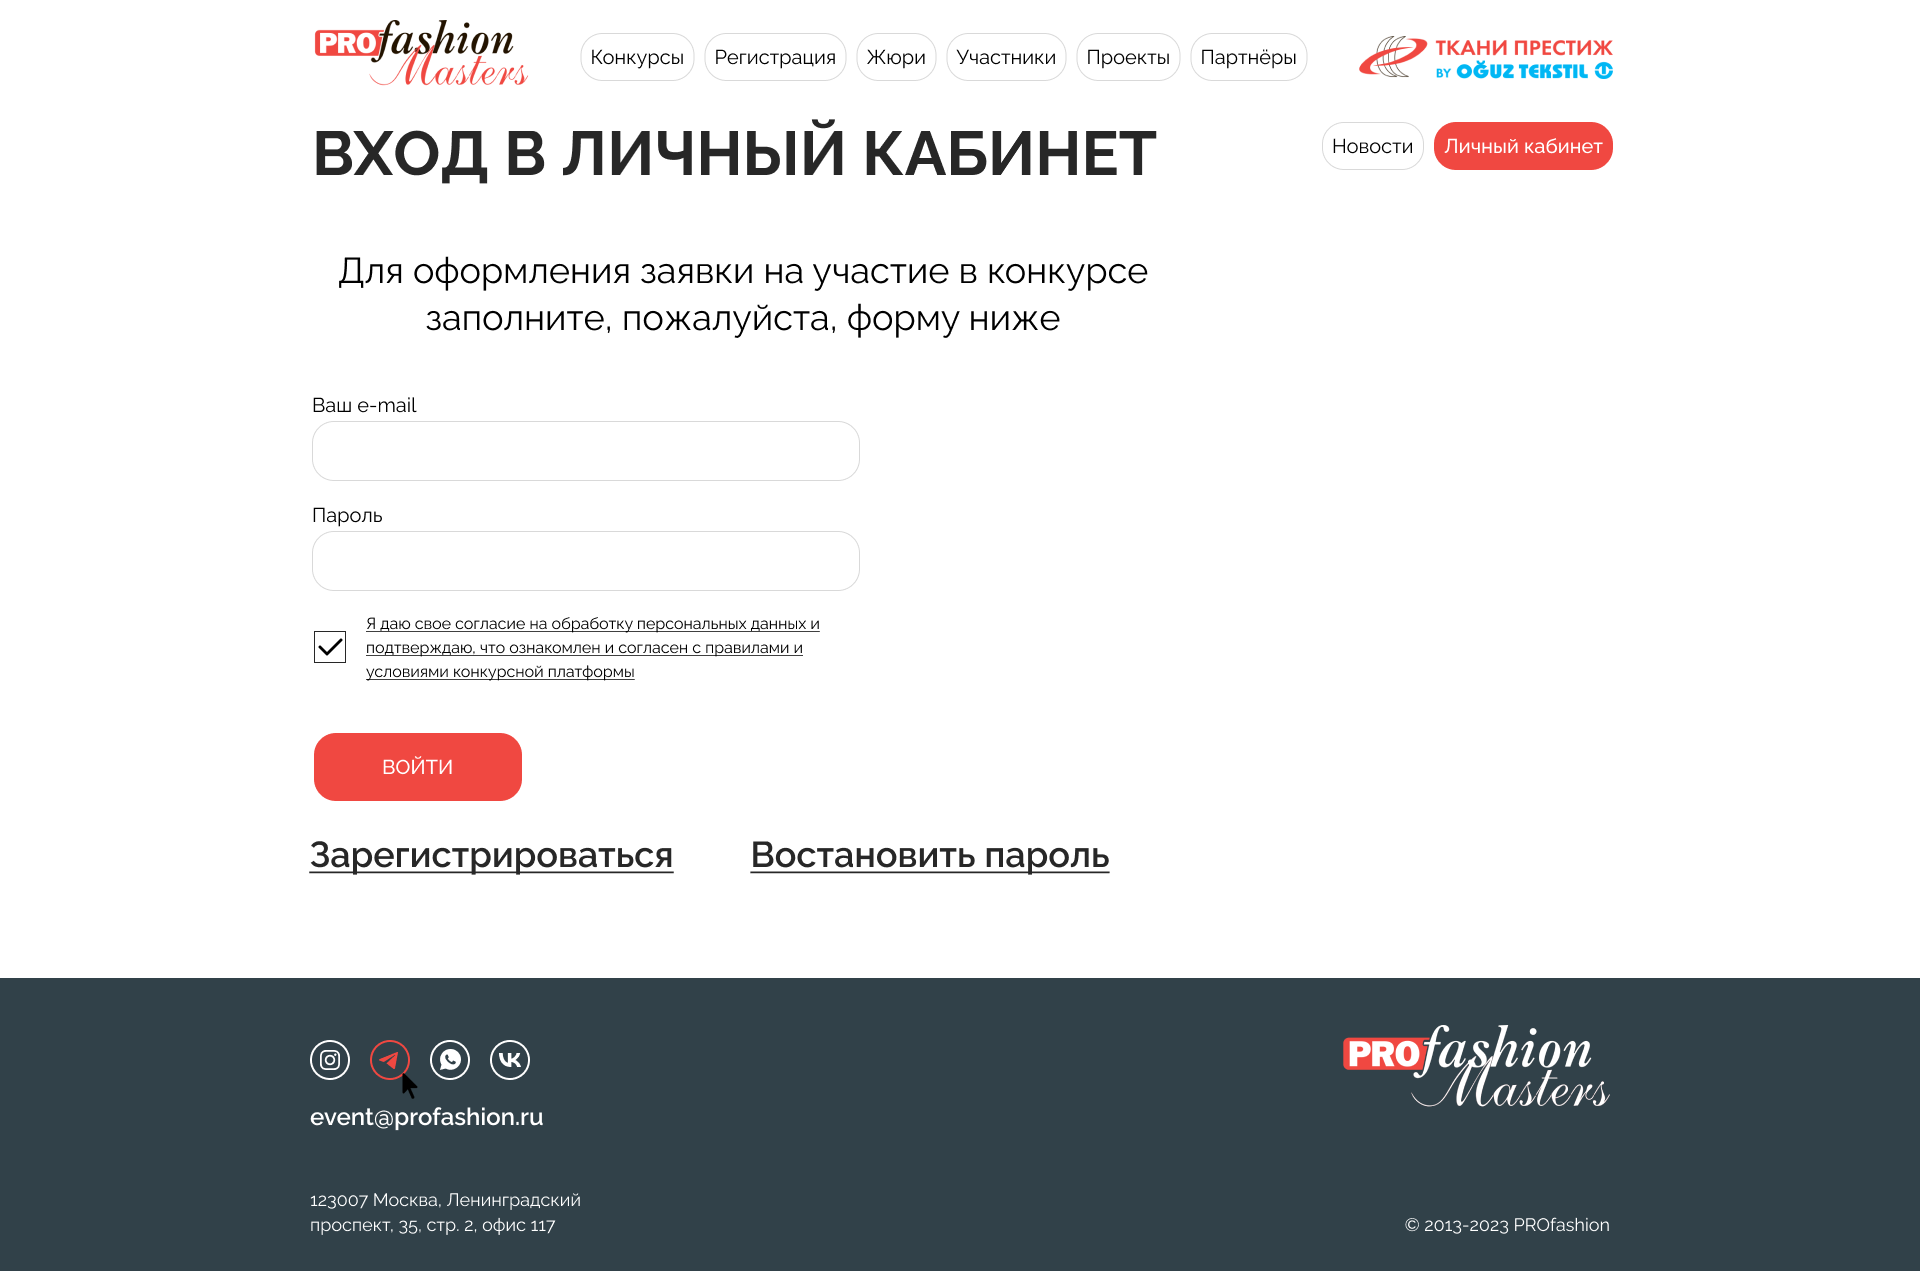 PROfashion
Masters
Конкурсы
Регистрация
Жюри
Участники
Проекты
Партнёры
ТКАНИ ПРЕСТИЖ
BY OĞUZ TEKSTIL
ВХОД В ЛИЧНЫЙ КАБИНЕТ
Новости
Личный кабинет
Для оформления заявки на участие в конкурсе
заполните, пожалуйста, форму ниже
Ваш e-mail
Пароль
Я даю свое согласие на обработку персональных данных и
подтверждаю, что ознакомлен и согласен с правилами и
условиями конкурсной платформы
ВОЙТИ
Зарегистрироваться
Востановить пароль
PROfashion
Masters
event@profashion.ru
123007 Москва, Ленинградский
проспект, 35, стр. 2, офис 117
© 2013-2023 PROfashion